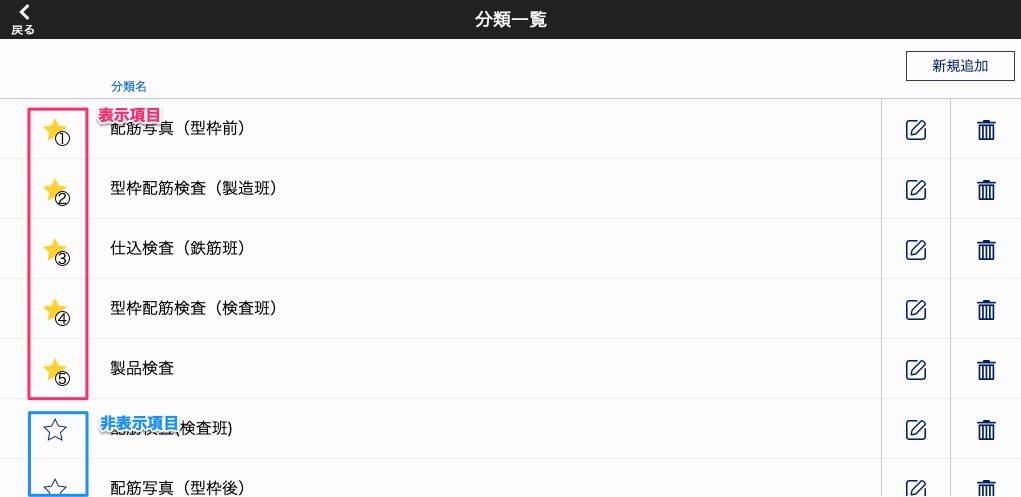 分類一覧
戻る
新規追加
分類名
表示項目
① 配筋写真（型枠前）
② 型枠配筋検査（製造班）
③ 仕込検査（鉄筋班）
④ 型枠配筋検査（検査班）
⑤ 製品検査
非表示項目
(検査班)
配筋写真（型枠後）